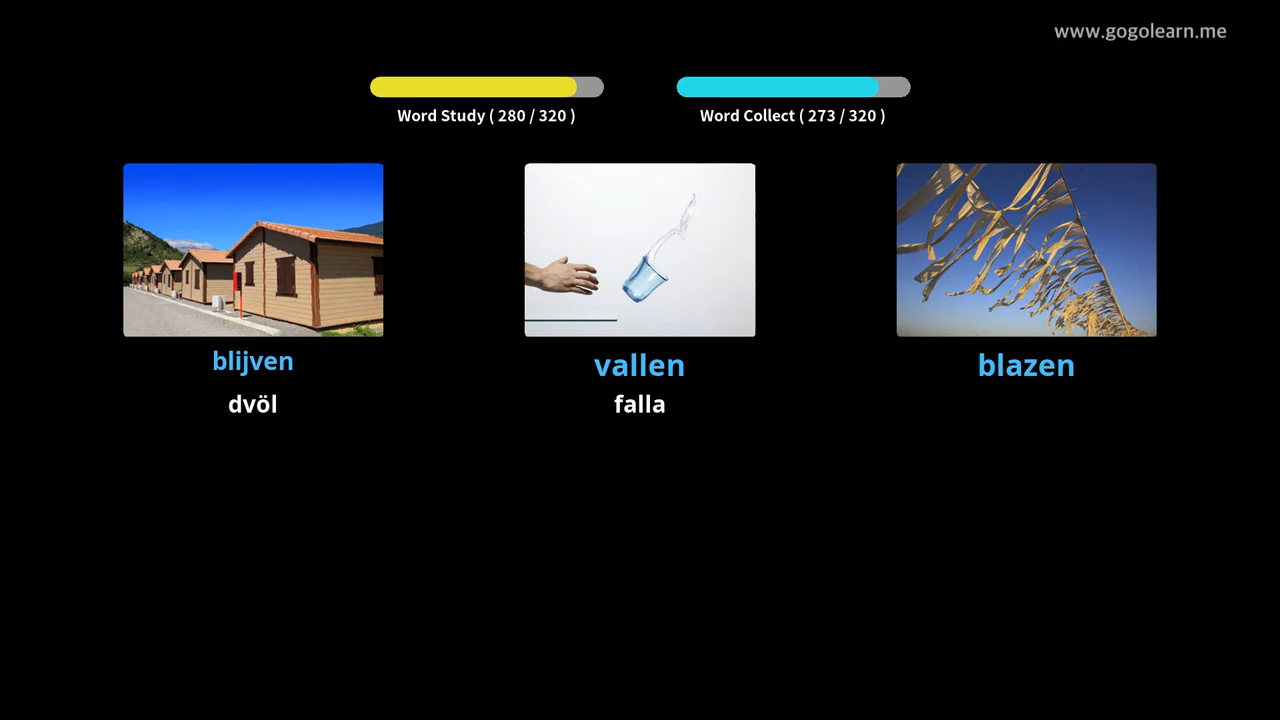 www.gogolearn.me
Word Study ( 280 / 320 )
Word Collect ( 273 / 320 )
blijven
vallen
blazen
dvöl
falla